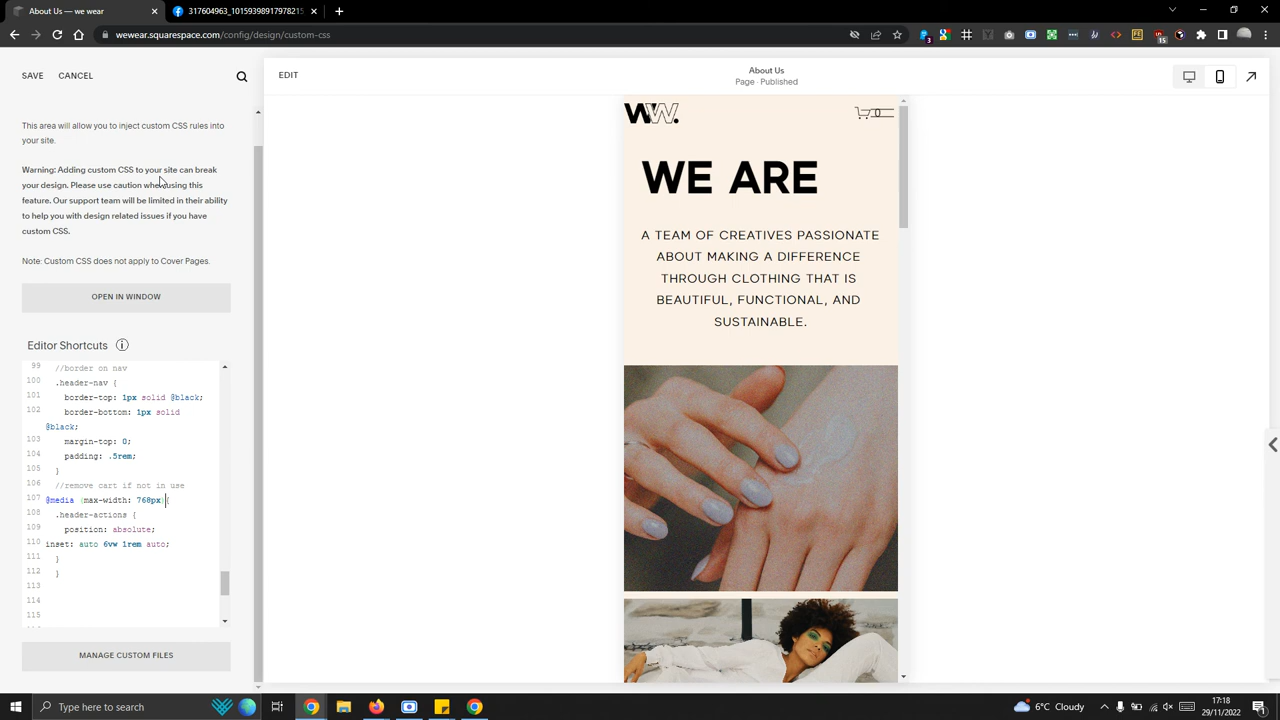 About Us — wear
317604963_1015939891797821
wewear.squarespace.com/config/design/custom-css
15
SAVE CANCEL
EDIT
About Us
Page · Published
This area will allow you to inject custom CSS rules into
your site.
Warning: Adding custom CSS to your site can break
your design. Please use caution when using this
feature. Our support team will be limited in their ability
to help you with design related issues if you have
custom CSS.
Note: Custom CSS does not apply to Cover Pages.
OPEN IN WINDOW
Editor Shortcuts
99 //border on nav
100 .header-nav {
101 border-top: 1px solid @black;
102 border-bottom: 1px solid
@black;
103 margin-top: 0;
104 padding: .5rem;
105 }
106 //remove cart if not in use
107 @media (max-width: 768px){
108 .header-actions {
109 position: absolute;
110 inset: auto 6vw 1rem auto;
111 }
112 }
113
114
115
MANAGE CUSTOM FILES
WW.
0
WE ARE
A TEAM OF CREATIVES PASSIONATE
ABOUT MAKING A DIFFERENCE
THROUGH CLOTHING THAT IS
BEAUTIFUL, FUNCTIONAL, AND
SUSTAINABLE.
Type here to search
6°C Cloudy
17:18
29/11/2022